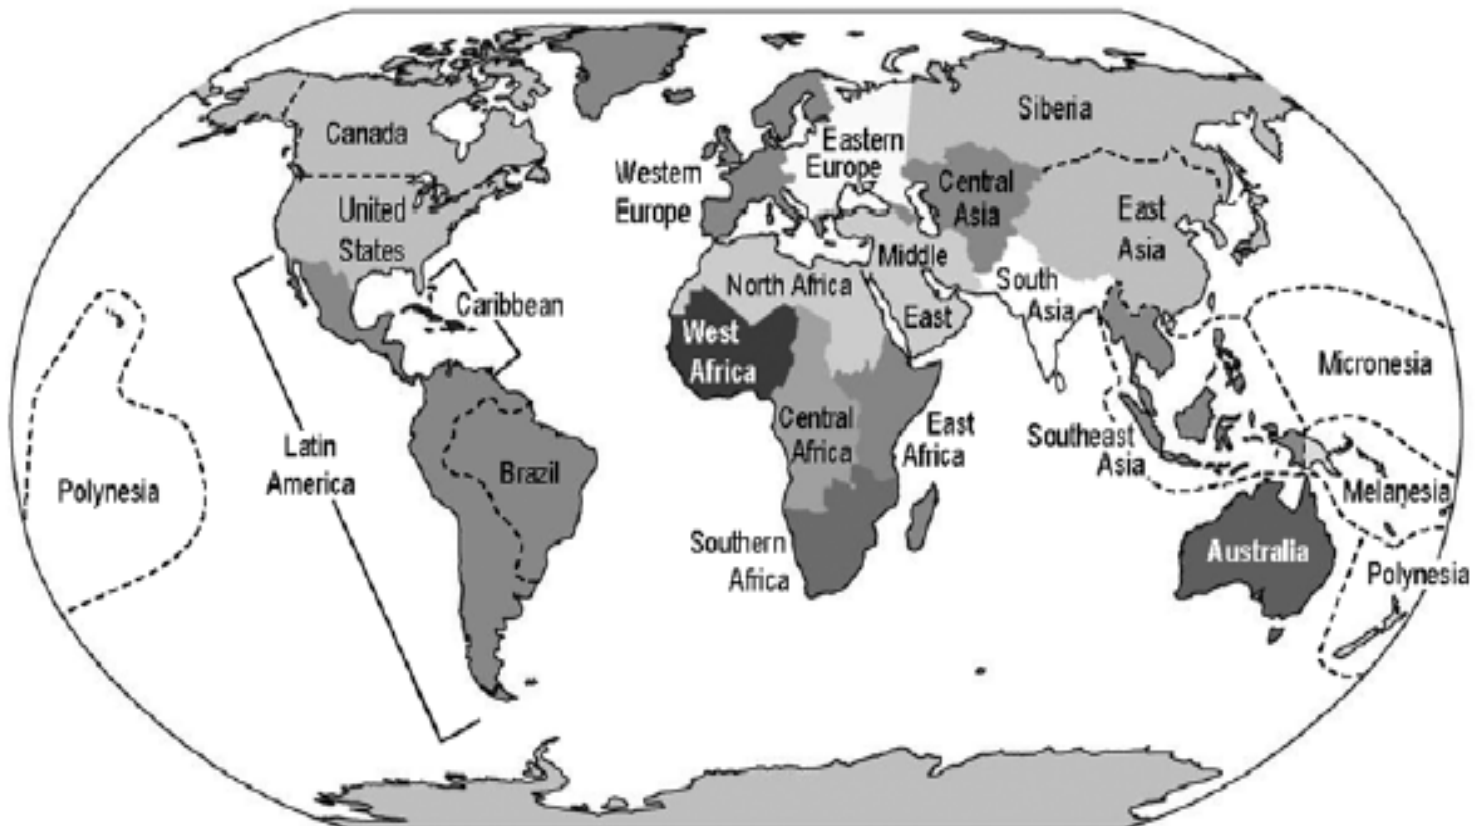 Canada
United
States
Caribbean
Latin
America
Brazil
Polynesia
Western
Europe
Eastern
Europe
Siberia
Central
Asia
East
Asia
Middle
East
South
Asia
North Africa
West
Africa
Central
Africa
East
Africa
Southern
Africa
Southeast
Asia
Micronesia
Melanesia
Australia
Polynesia